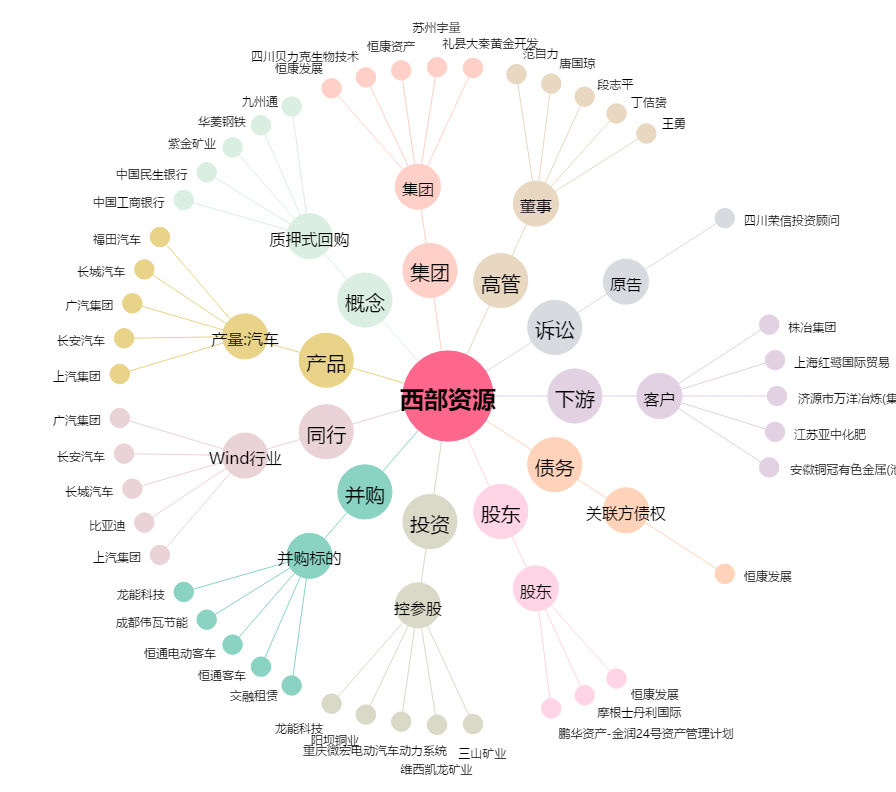 苏州宇量
礼县大秦黄金开发
恒康资产
四川贝力克生物技术
恒康发展
范自力
唐国琼
段志平
丁佶赟
王勇
九州通
华菱钢铁
紫金矿业
中国民生银行
中国工商银行
集团
董事
质押式回购
四川荣信投资顾问
福田汽车
长城汽车
广汽集团
长安汽车
上汽集团
集团
高管
原告
概念
诉讼
产量:汽车
产品
株冶集团
上海红鹭国际贸易
济源市万洋冶炼(集
江苏亚中化肥
安徽铜冠有色金属(池
西部资源
下游
客户
广汽集团
长安汽车
长城汽车
比亚迪
上汽集团
同行
Wind行业
债务
关联方债权
恒康发展
并购
投资
股东
并购标的
控参股
股东
龙能科技
成都伟瓦节能
恒通电动客车
恒通客车
交融租赁
龙能科技
阳坝铜业
重庆微宏电动汽车动力系统
维西凯龙矿业
三山矿业
恒康发展
摩根士丹利国际
鹏华资产-金润24号资产管理计划